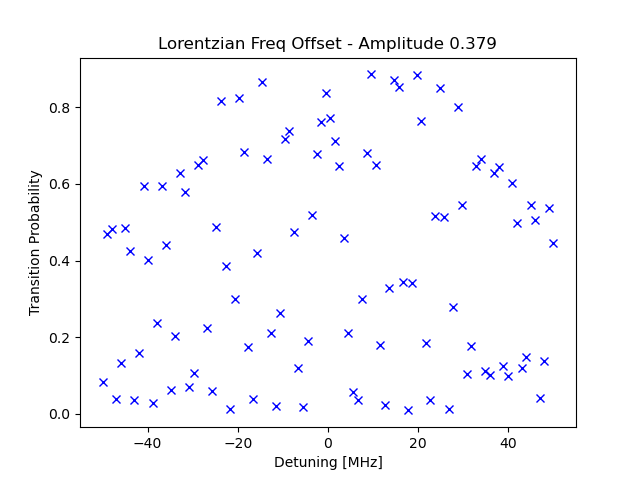 Lorentzian Freq Offset - Amplitude 0.379
0.8
0.6
0.4
0.2
0.0
Transition Probability
−40 −20 0 20 40
Detuning [MHz]